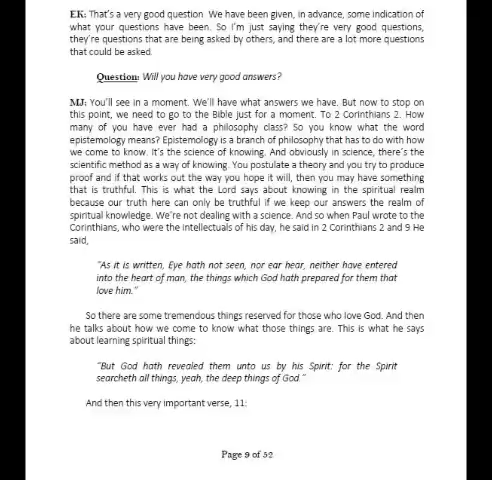 EK: That's a very good question We have been given, in advance, some indication of
what your questions have been. So I'm just saying they're very good questions,
they're questions that are being asked by others, and there are a lot more questions
that could be asked.
Question: Will you have very good answers?
MJ: You'll see in a moment. We'll have what answers we have. But now to stop on
this point, we need to go to the Bible just for a moment. To 2 Corinthians 2. How
many of you have ever had a philosophy class? So you know what the word
epistemology means? Epistemology is a branch of philosophy that has to do with how
we come to know. It's the science of knowing. And obviously in science, there's the
scientific method as a way of knowing. You postulate a theory and you try to produce
proof and if that works out the way you hope it will, then you may have something
that is truthful. This is what the Lord says about knowing in the spiritual realm
because our truth here can only be truthful if we keep our answers the realm of
spiritual knowledge. We're not dealing with a science. And so when Paul wrote to the
Corinthians, who were the intellectuals of his day, he said in 2 Corinthians 2 and 9 He
said,
"As it is written, Eye hath not seen, nor ear hear, neither have entered
into the heart of man, the things which God hath prepared for them that
love him."
So there are some tremendous things reserved for those who love God. And then
he talks about how we come to know what those things are. This is what he says
about learning spiritual things:
"But God hath revealed them unto us by his Spirit: for the Spirit
searcheth all things, yeah, the deep things of God."
And then this very important verse, 11:
Page 9 of 52